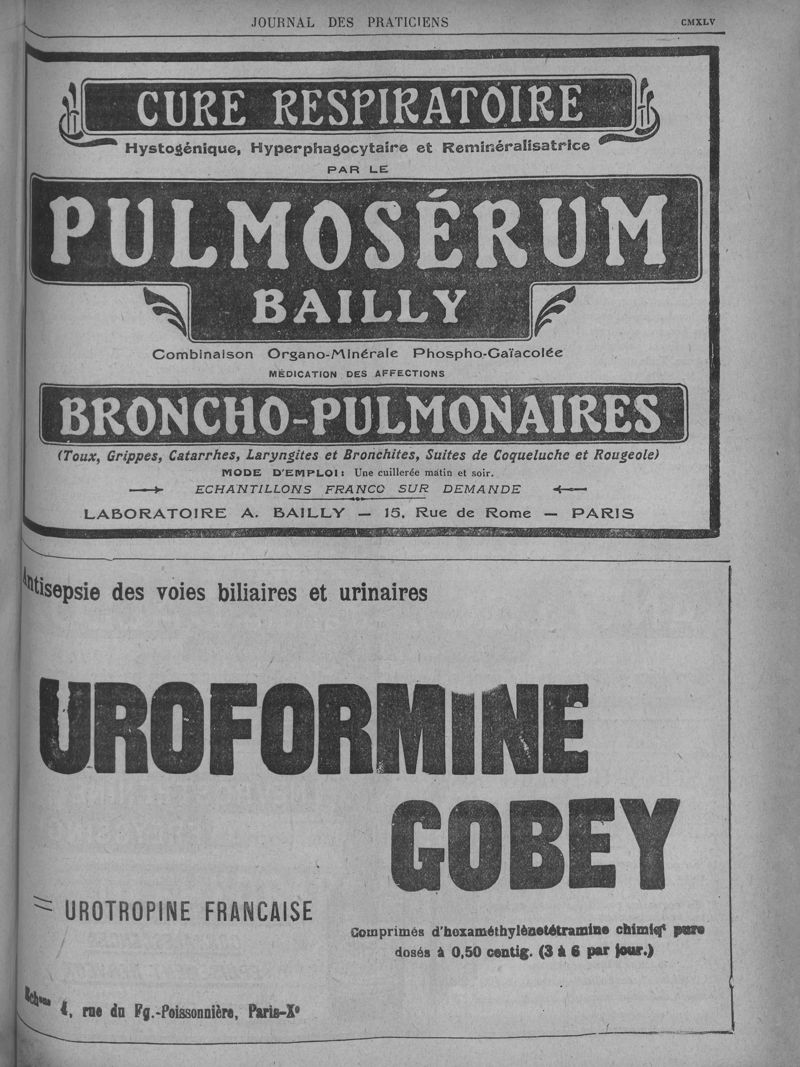 JOURNAL DES PRATICIENS CMXLV
CURE RESPIRATOIRE
Hystogénique, Hyperphagocytaire et Reminéralisatrice
PAR LE
PULMOSÉRUM
BAILLY
Combinaison Organo-Minérale Phospho-Gaïacolée
MÉDICATION DES AFFECTIONS
BRONCHO-PULMONAIRES
(Toux, Grippes, Catarrhes, Laryngites et Bronchites, Suites de Coqueluche et Rougeole)
MODE D'EMPLOI: Une cuillerée matin et soir.
ECHANTILLONS FRANCO SUR DEMANDE
LABORATOIRE A. BAILLY — 15, Rue de Rome — PARIS
Antisepsie des voies biliaires et urinaires
UROFORMINE
GOBEY
= UROTROPINE FRANCAISE
Comprimés d'hexaméthylènetétramine chimiqt pure
dosés à 0,50 centig. (3 à 6 par jour.)
Echons 4, rue du Fg.-Poissonnière, Paris-Xe